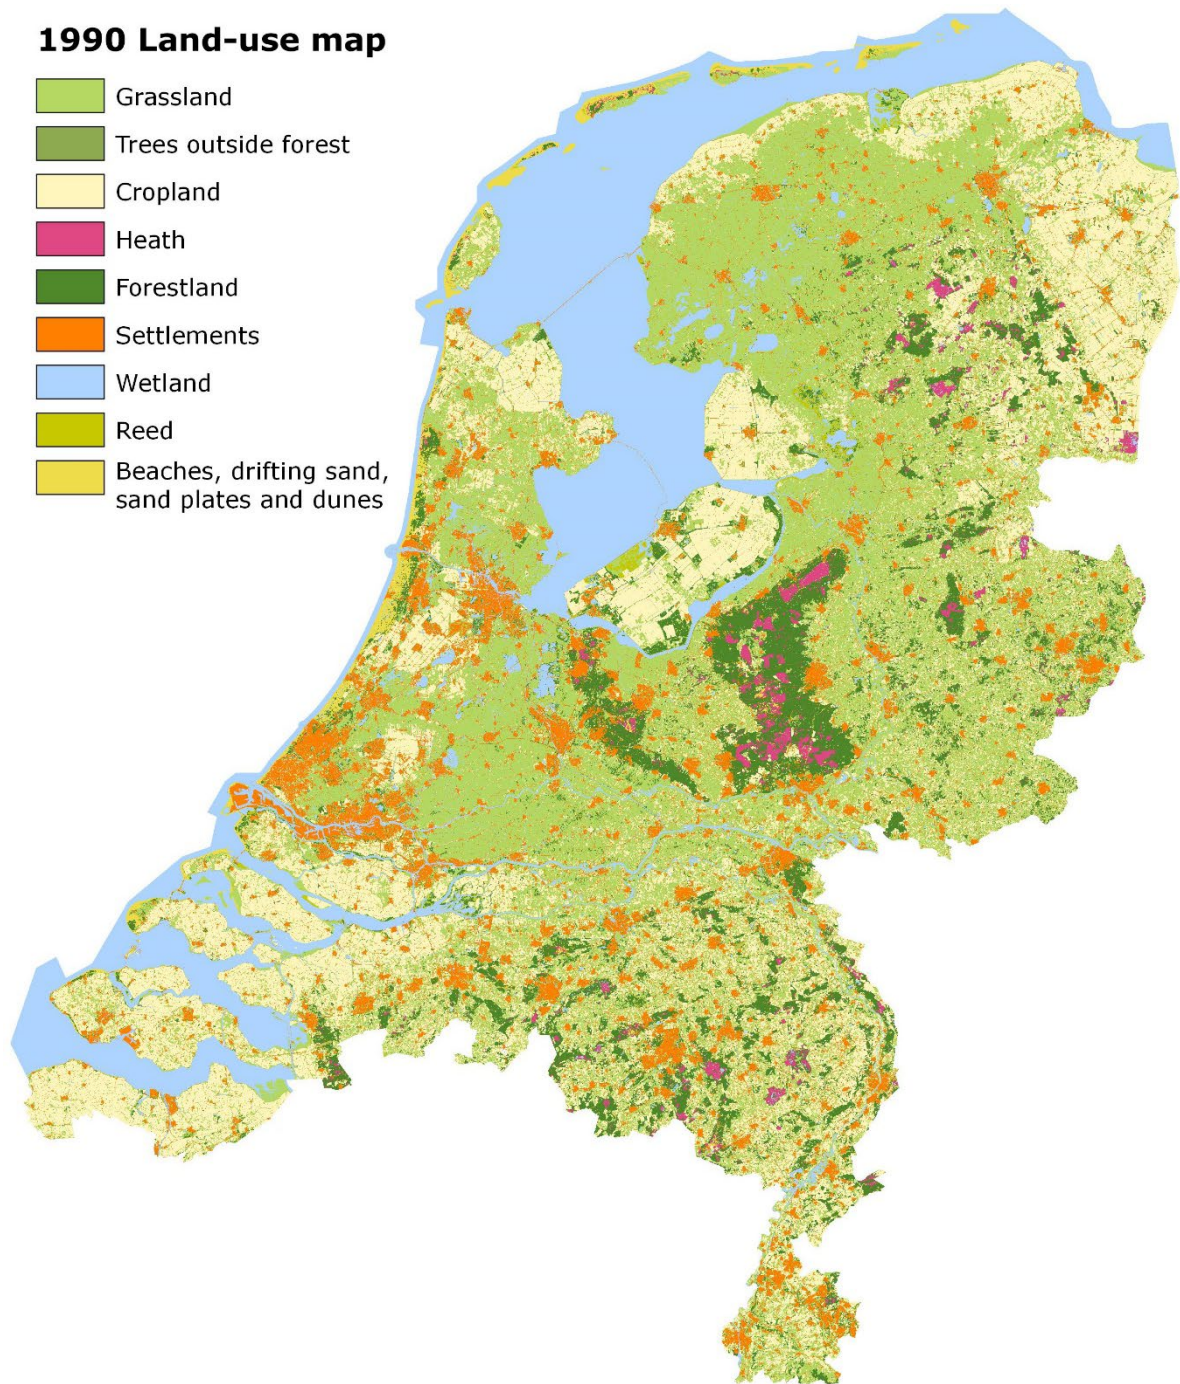 1990 Land-use map
Grassland
Trees outside forest
Cropland
Heath
Forestland
Settlements
Wetland
Reed
Beaches, drifting sand,
sand plates and dunes